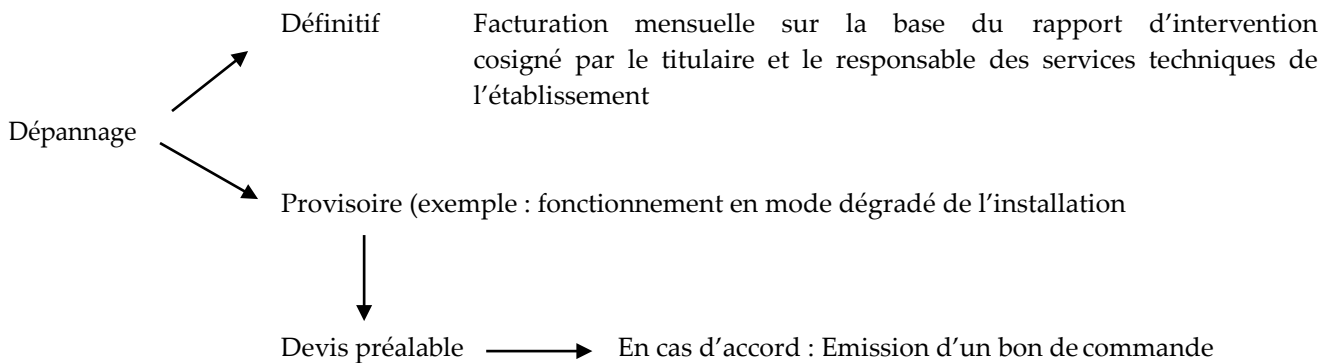 Définitif Facturation mensuelle sur la base du rapport d’intervention
cosigné par le titulaire et le responsable des services techniques de
l’établissement
Dépannage
Provisoire (exemple : fonctionnement en mode dégradé de l’installation
Devis préalable En cas d’accord : Emission d’un bon de commande